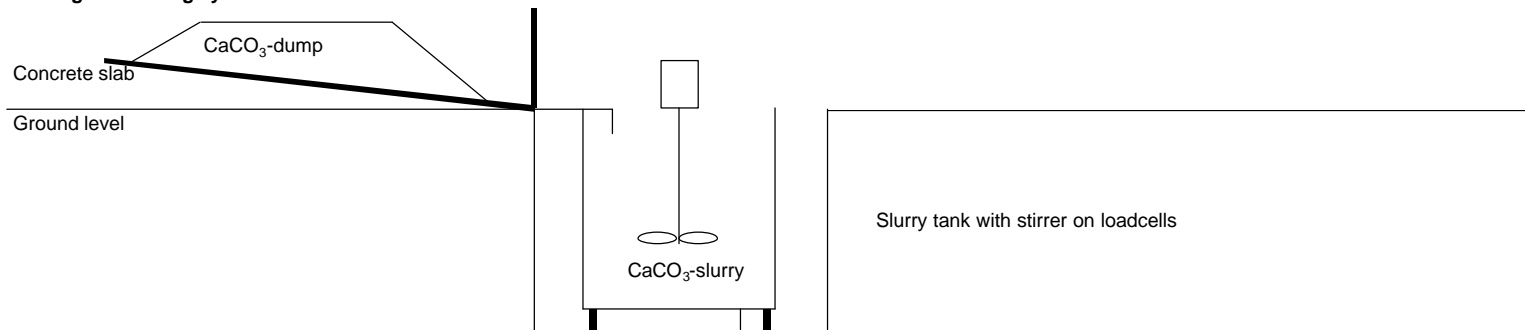 CaCO₃-dump
Concrete slab
Ground level
Slurry tank with stirrer on loadcells
CaCO₃-slurry